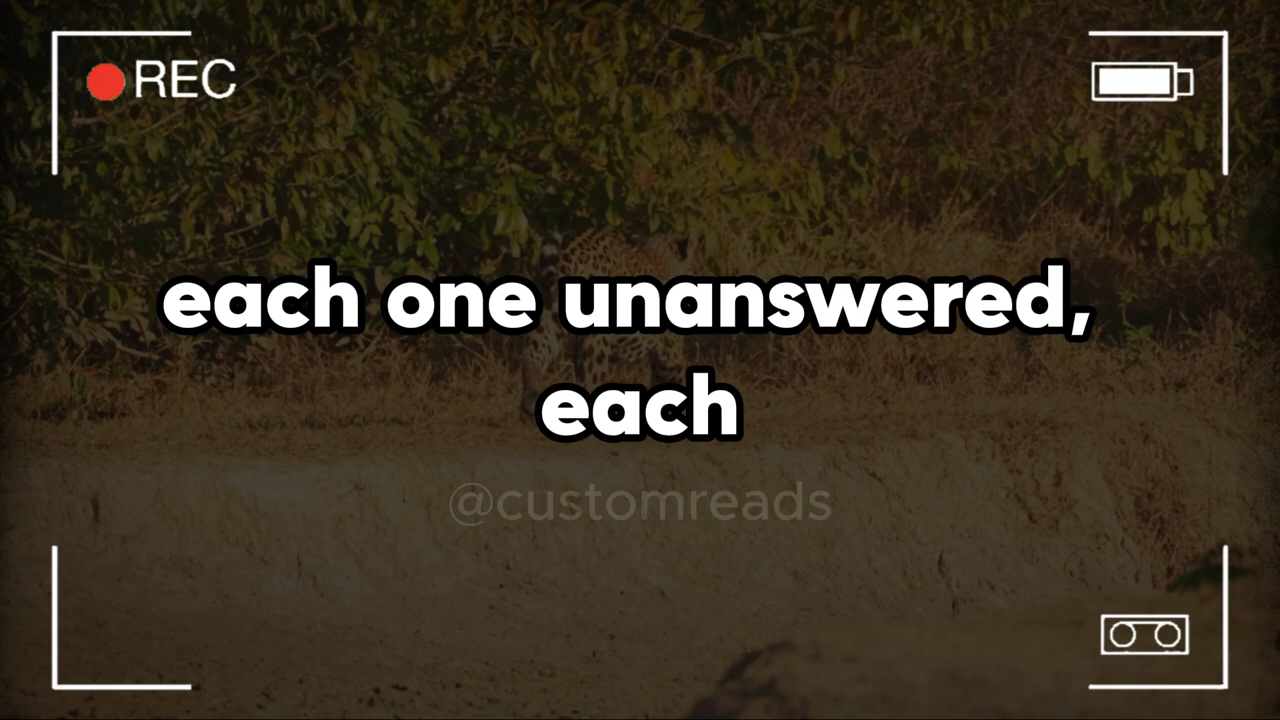 REC
each one unanswered,
each
@customreads